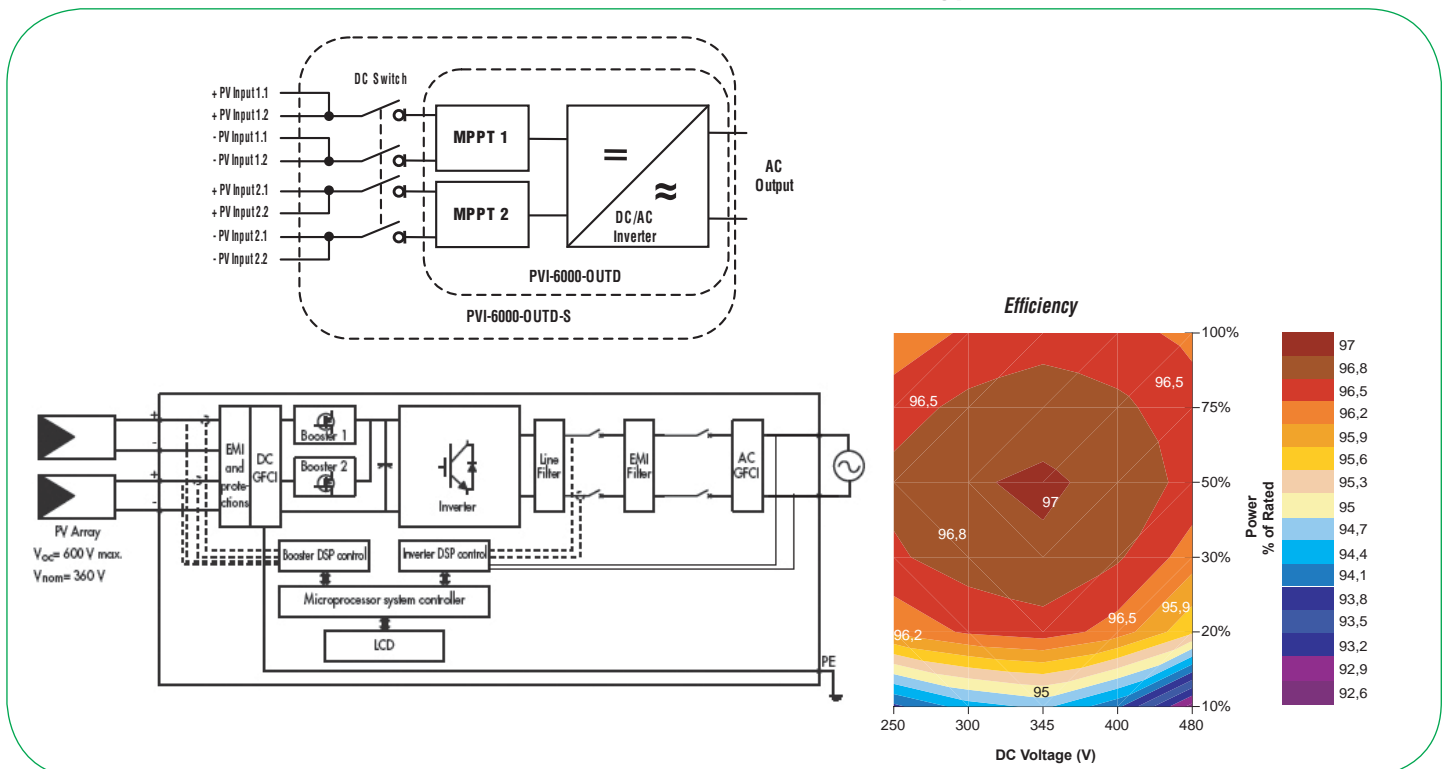 DC Switch
+ PV Input 1.1
+ PV Input 1.2
- PV Input 1.1
- PV Input 1.2
+ PV Input 2.1
+ PV Input 2.2
- PV Input 2.1
- PV Input 2.2
MPPT 1
MPPT 2
=
≈
DC/AC
Inverter
AC
Output
PVI-6000-OUTD
PVI-6000-OUTD-S
+
-
+
-
PV Array
Voc= 600 V max.
Vnom= 360 V
EMI
and
prote-
ctions
DC
GFCI
Booster 1
Booster 2
Inverter
Line
Filter
EMI
Filter
AC
GFCI
Booster DSP control
Inverter DSP control
Microprocessor system controller
LCD
PE
Efficiency
96,5
96,5
97
96,8
96,2
96,5
95,9
95
100%
75%
50%
30%
20%
10%
Power
% of Rated
250
300
345
400
480
DC Voltage (V)
97
96,8
96,5
96,2
95,9
95,6
95,3
95
94,7
94,4
94,1
93,8
93,5
93,2
92,9
92,6